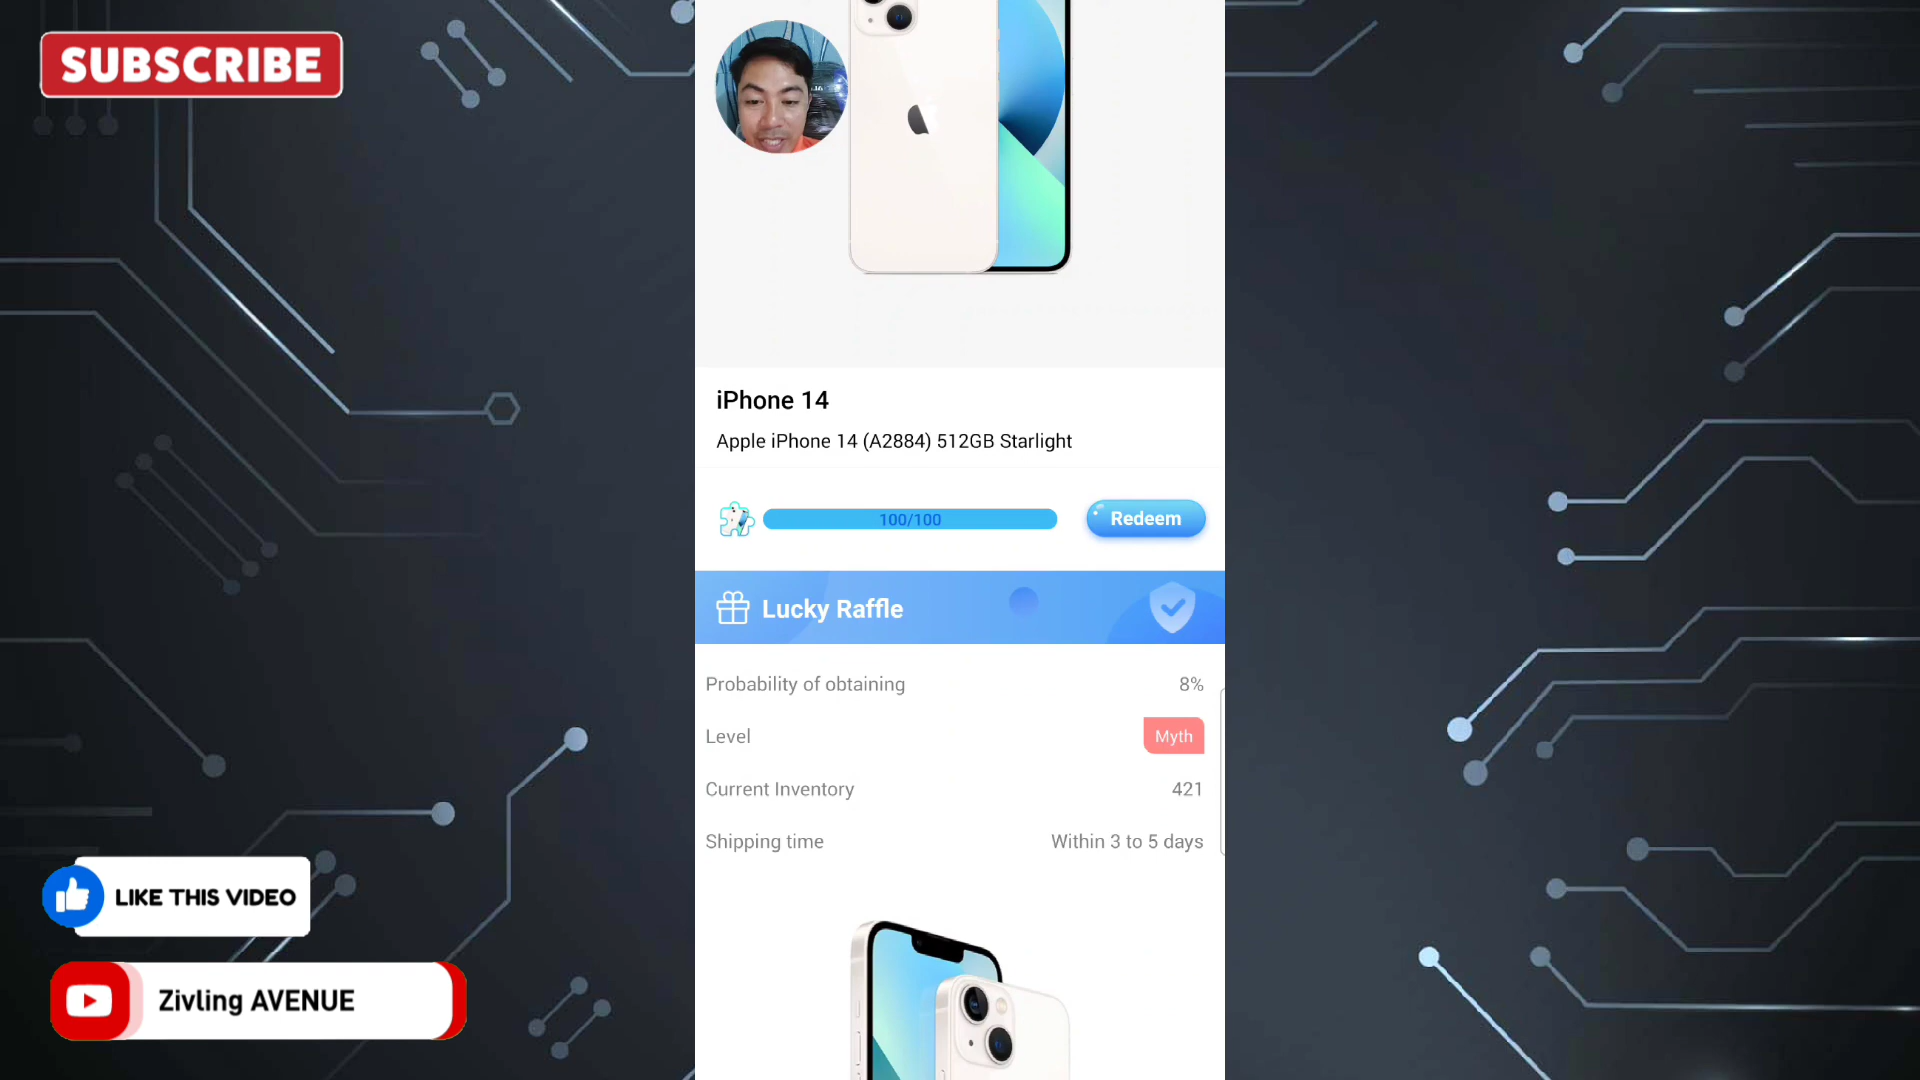 SUBSCRIBE
iPhone 14
Apple iPhone 14 (A2884) 512GB Starlight
100/100
Redeem
Lucky Raffle
Probability of obtaining 8%
Level Myth
Current Inventory 421
Shipping time Within 3 to 5 days
LIKE THIS VIDEO
Zivling AVENUE